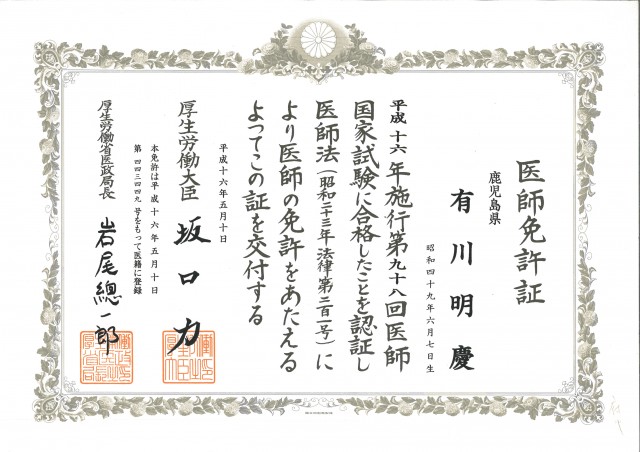 医師免許証
鹿児島県
有川明慶
昭和四十九年六月七日生
平成十六年施行第九十八回医師
国家試験に合格したことを認証し
医師法（昭和二十三年法律第二百一号）に
より医師の免許をあたえる
よってこの証を交付する
平成十六年五月十日
厚生労働大臣 坂口力
本免許は平成十六年五月十日
第四四三四四九号をもって医籍に登録
厚生労働省医政局長 岩尾總一郎